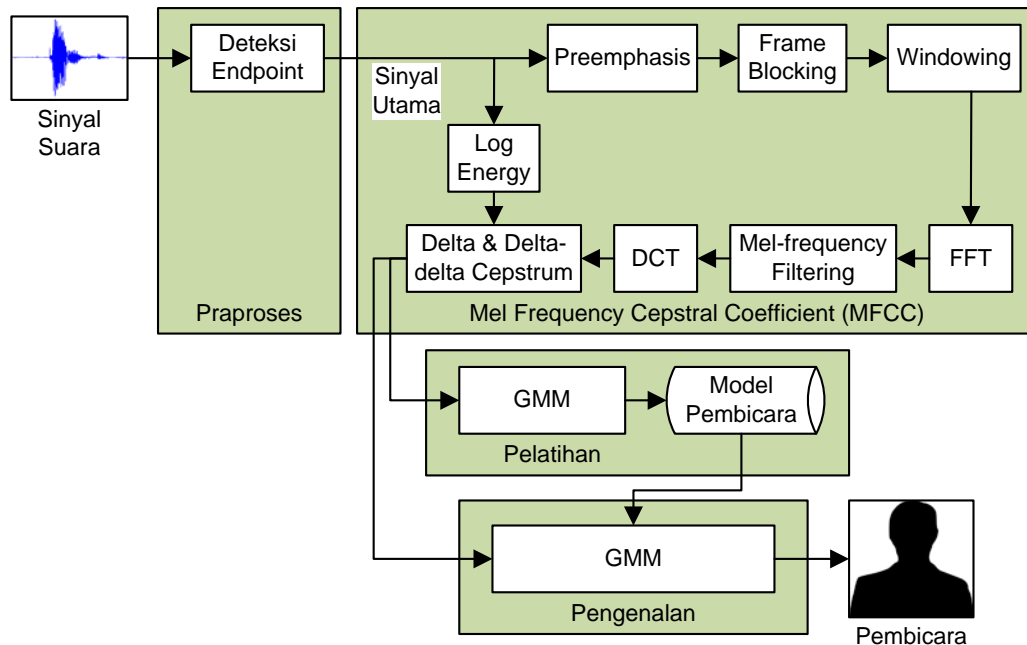 Sinyal
Suara
Deteksi
Endpoint
Praproses
Sinyal
Utama
Preemphasis
Frame
Blocking
Windowing
Log
Energy
Delta & Delta-
delta Cepstrum
DCT
Mel-frequency
Filtering
FFT
Mel Frequency Cepstral Coefficient (MFCC)
GMM
Model
Pembicara
Pelatihan
GMM
Pengenalan
Pembicara